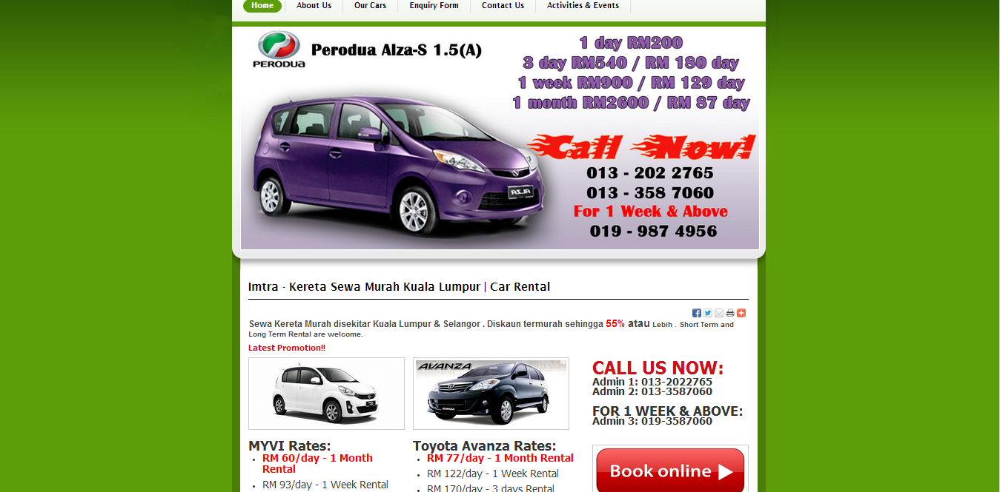 Home
About Us
Our Cars
Enquiry Form
Contact Us
Activities & Events
PERODUA
Perodua Alza-S 1.5(A)
1 day RM200
3 day RM540 / RM 180 day
1 week RM900 / RM 129 day
1 month RM2600 / RM 87 day
Call Now!
013 - 202 2765
013 - 358 7060
For 1 Week & Above
019 - 987 4956
ALZA
Imtra - Kereta Sewa Murah Kuala Lumpur | Car Rental
Sewa Kereta Murah disekitar Kuala Lumpur & Selangor . Diskaun termurah sehingga 55% atau Lebih . Short Term and
Long Term Rental are welcome.
Latest Promotion!!
AVANZA
CALL US NOW:
Admin 1: 013-2022765
Admin 2: 013-3587060
FOR 1 WEEK & ABOVE:
Admin 3: 019-3587060
MYVI Rates:
RM 60/day - 1 Month
Rental
RM 93/day - 1 Week Rental
Toyota Avanza Rates:
RM 77/day - 1 Month Rental
RM 122/day - 1 Week Rental
RM 170/day - 3 days Rental
Book online